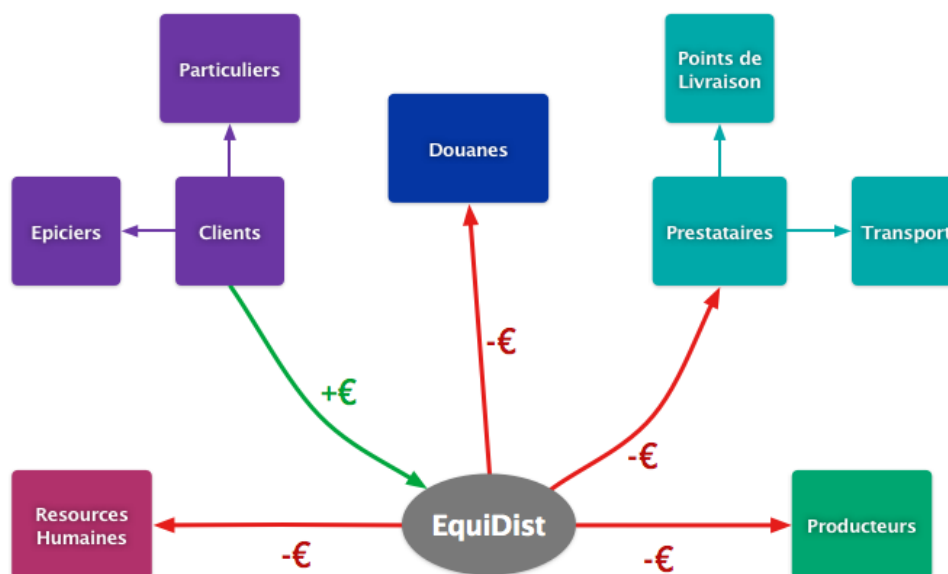 Particuliers
Points de
Livraison
Douanes
Epiciers
Clients
Prestataires
Transport
-€
+€
-€
Resources
Humaines
EquiDist
Producteurs
-€
-€